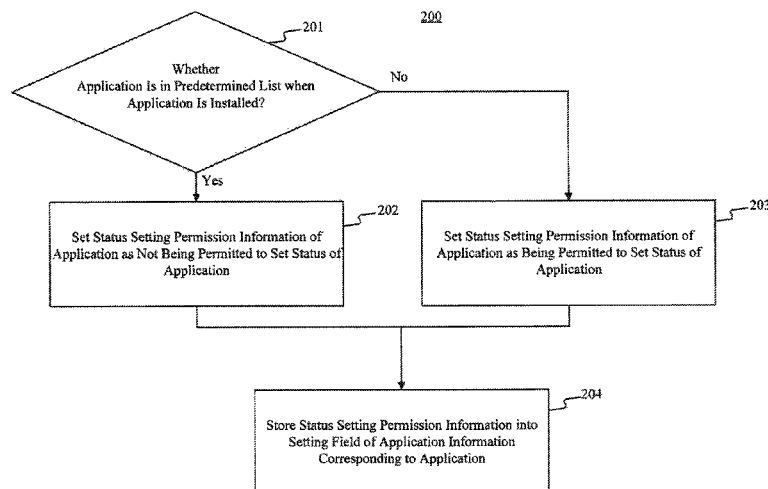 201
200
Whether
Application Is in Predetermined List when
Application Is Installed?
No
Yes
202
203
Set Status Setting Permission Information of
Application as Not Being Permitted to Set Status of
Application
Set Status Setting Permission Information of
Application as Being Permitted to Set Status of
Application
204
Store Status Setting Permission Information into
Setting Field of Application Information
Corresponding to Application